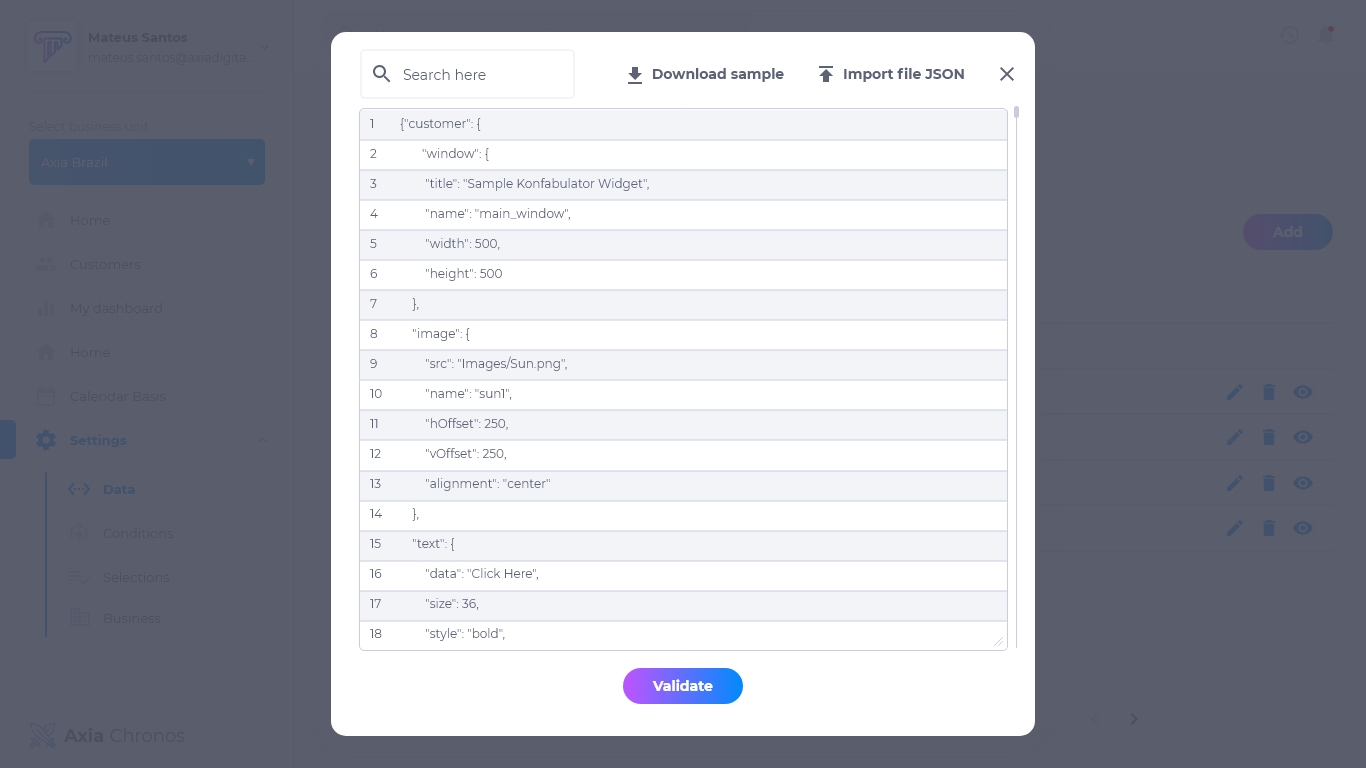 Mateus Santos
mateus.santos@axiadigita...
Select business unit
Axia Brazil
Home
Customers
My dashboard
Home
Calendar Basis
Settings
Data
Conditions
Selections
Business
Axia Chronos
Search here
Download sample
Import file JSON
1 {"customer": {
2 "window": {
3 "title": "Sample Konfabulator Widget",
4 "name": "main_window",
5 "width": 500,
6 "height": 500
7 },
8 "image": {
9 "src": "Images/Sun.png",
10 "name": "sun1",
11 "hOffset": 250,
12 "vOffset": 250,
13 "alignment": "center"
14 },
15 "text": {
16 "data": "Click Here",
17 "size": 36,
18 "style": "bold",
Validate
Add